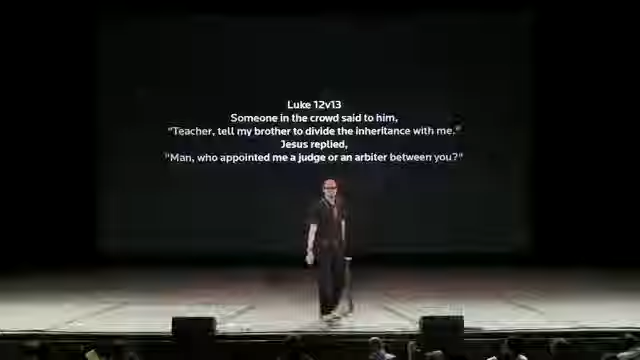 Luke 12v13
Someone in the crowd said to him,
"Teacher, tell my brother to divide the inheritance with me."
Jesus replied,
"Man, who appointed me a judge or an arbiter between you?"